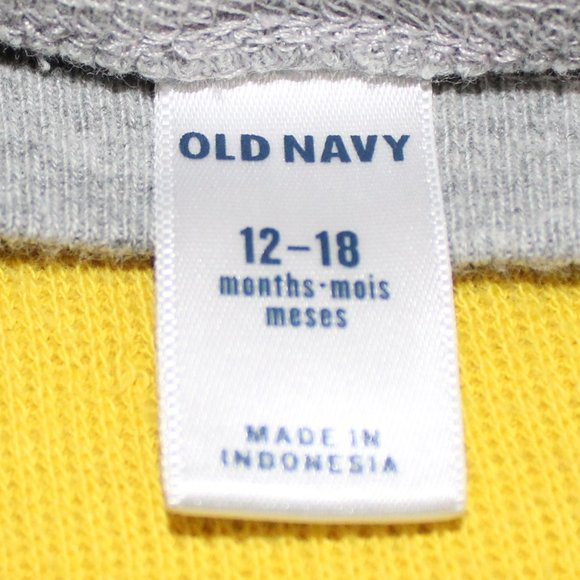 OLD NAVY
12-18
months·mois
meses
MADE IN
INDONESIA